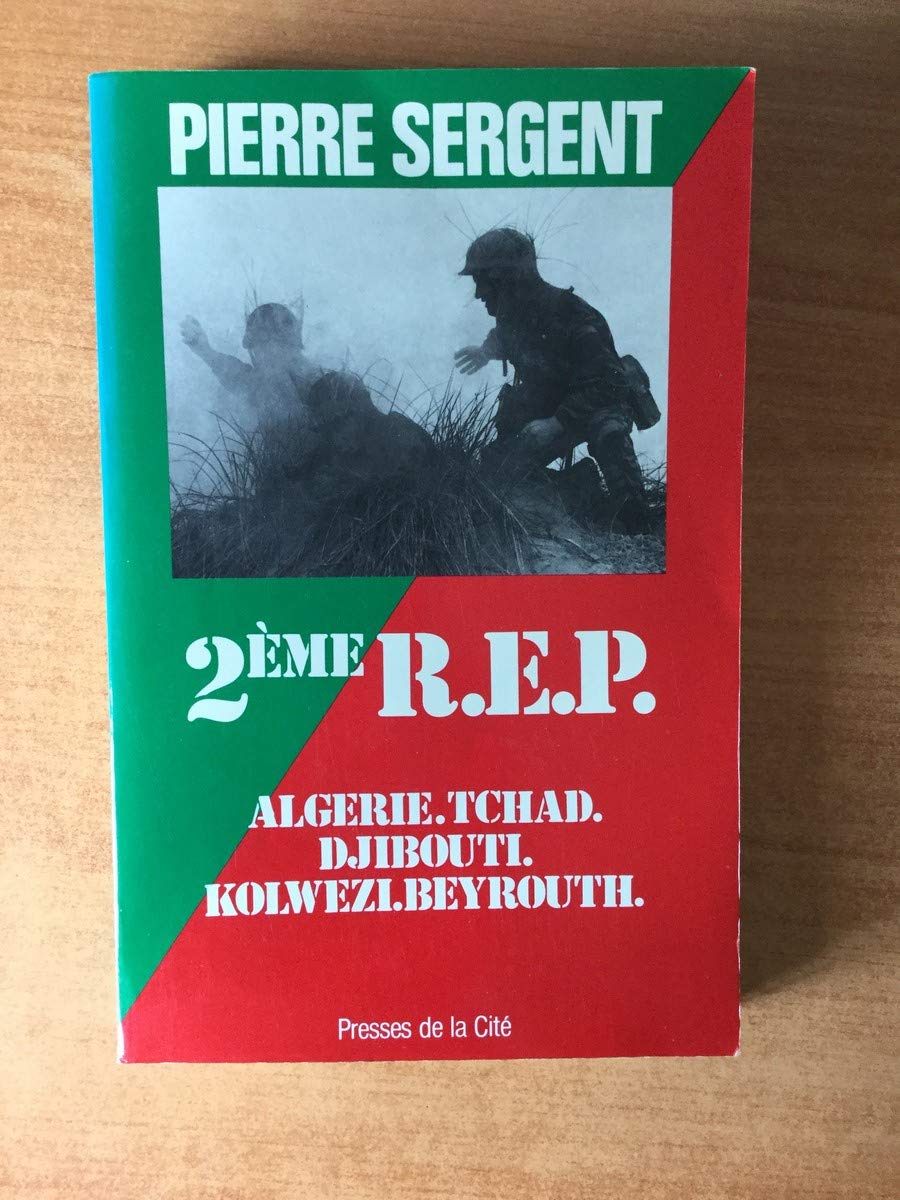 PIERRE SERGENT
2ÈME R.E.P.
ALGERIE.TCHAD.
DJIBOUTI.
KOLWEZI.BEYROUTH.
Presses de la Cité